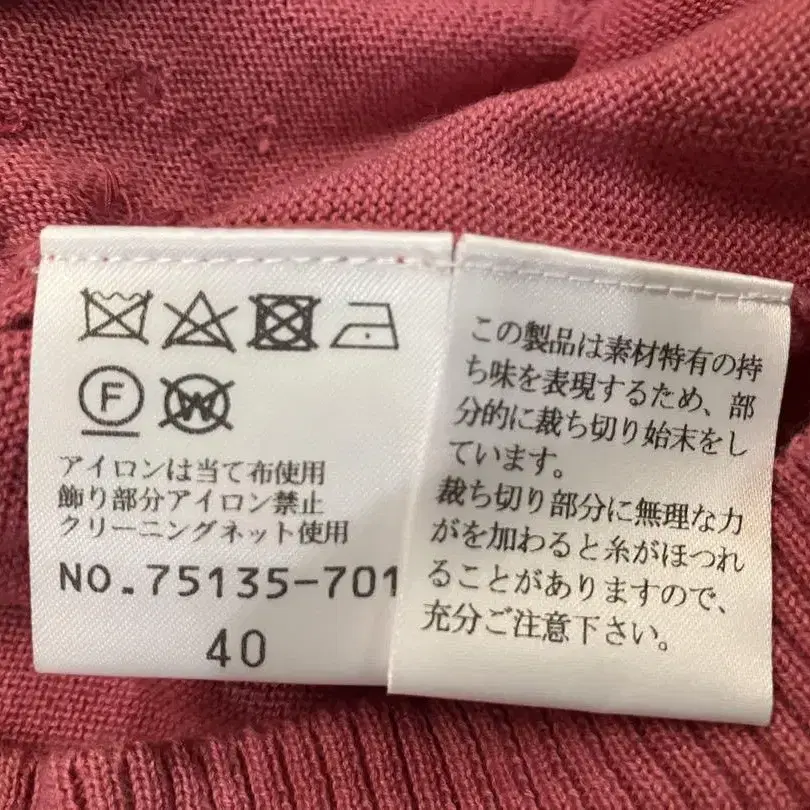 F
W
アイロンは当て布使用
飾り部分アイロン禁止
クリーニングネット使用
NO.75135-701
40
この製品は素材特有の持
ち味を表現するため、部
分的に裁ち切り始末をし
ています。
裁ち切り部分に無理な力
がを加わると糸がほつれ
ることがありますので、
充分ご注意下さい。